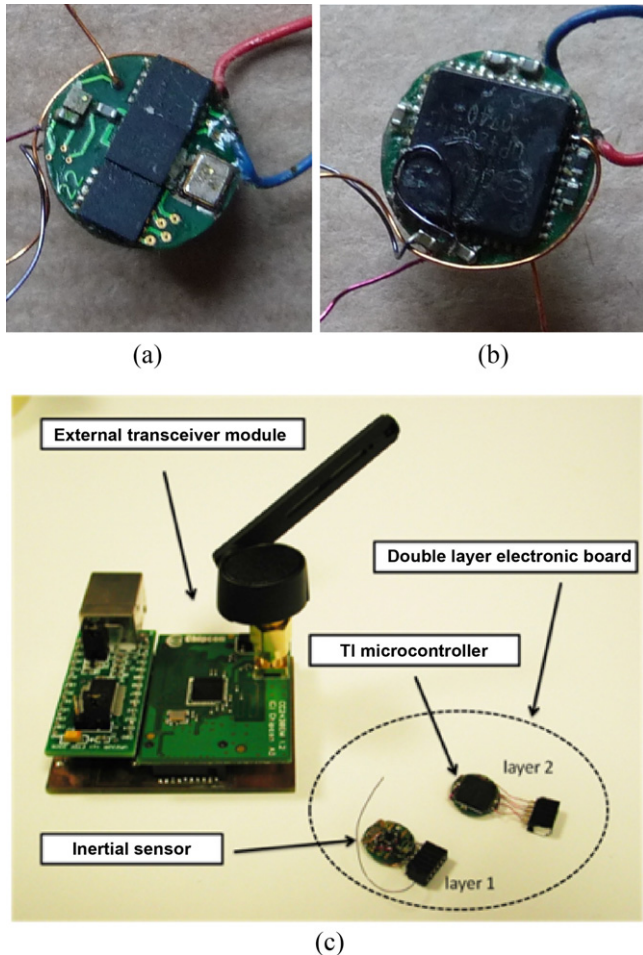 (a)
(b)
External transceiver module
Double layer electronic board
TI microcontroller
layer 2
Inertial sensor
layer 1
(c)